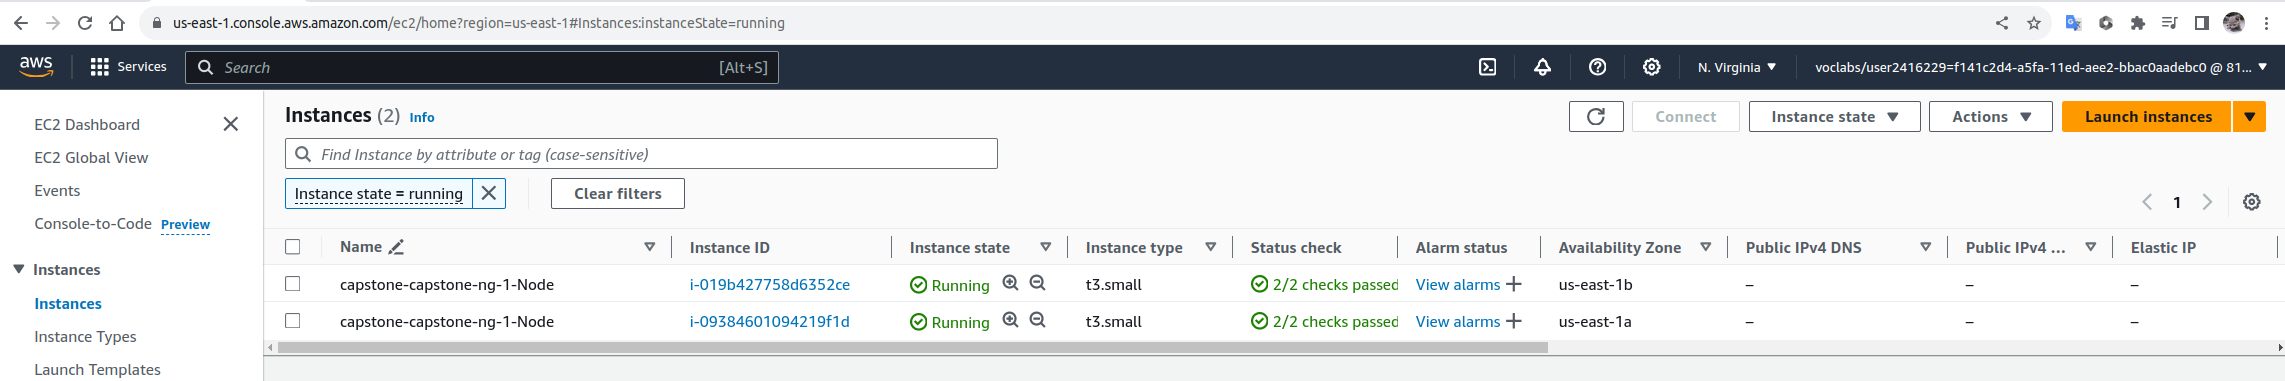 us-east-1.console.aws.amazon.com/ec2/home?region=us-east-1#Instances:instanceState=running
aws Services Search [Alt+S] N. Virginia voclabs/user2416229=f141c2d4-a5fa-11ed-aee2-bbac0aadebc0 @ 81...
EC2 Dashboard
EC2 Global View
Events
Console-to-Code Preview
Instances
Instances
Instance Types
Launch Templates
Instances (2) Info Connect Instance state Actions Launch instances
Find Instance by attribute or tag (case-sensitive)
Instance state = running Clear filters
1
Name Instance ID Instance state Instance type Status check Alarm status Availability Zone Public IPv4 DNS Public IPv4 ... Elastic IP
capstone-capstone-ng-1-Node i-019b427758d6352ce Running t3.small 2/2 checks passed View alarms + us-east-1b – – –
capstone-capstone-ng-1-Node i-09384601094219f1d Running t3.small 2/2 checks passed View alarms + us-east-1a – – –